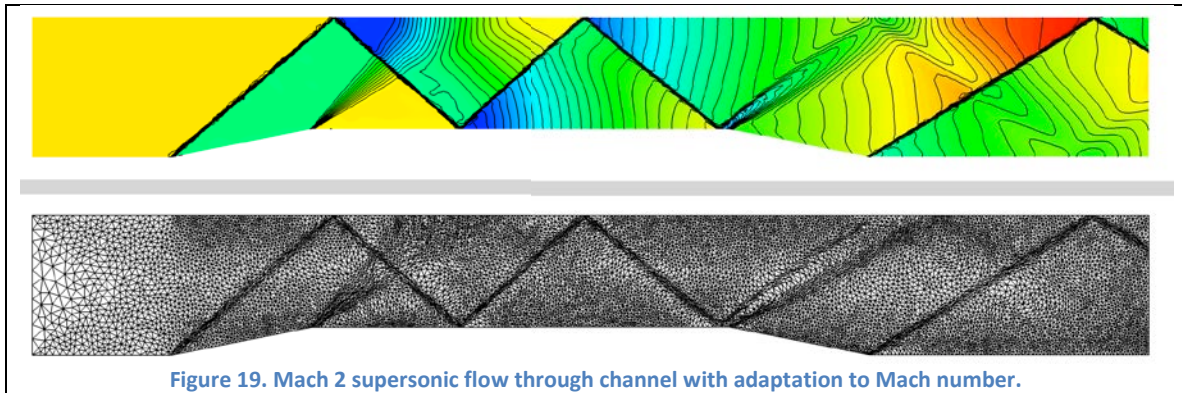 Figure 19. Mach 2 supersonic flow through channel with adaptation to Mach number.